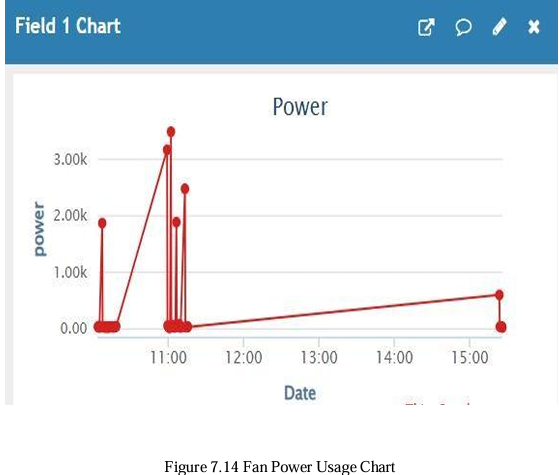 Field 1 Chart
Power
3.00k
2.00k
1.00k
0.00
power
11:00 12:00 13:00 14:00 15:00
Date
Figure 7.14 Fan Power Usage Chart